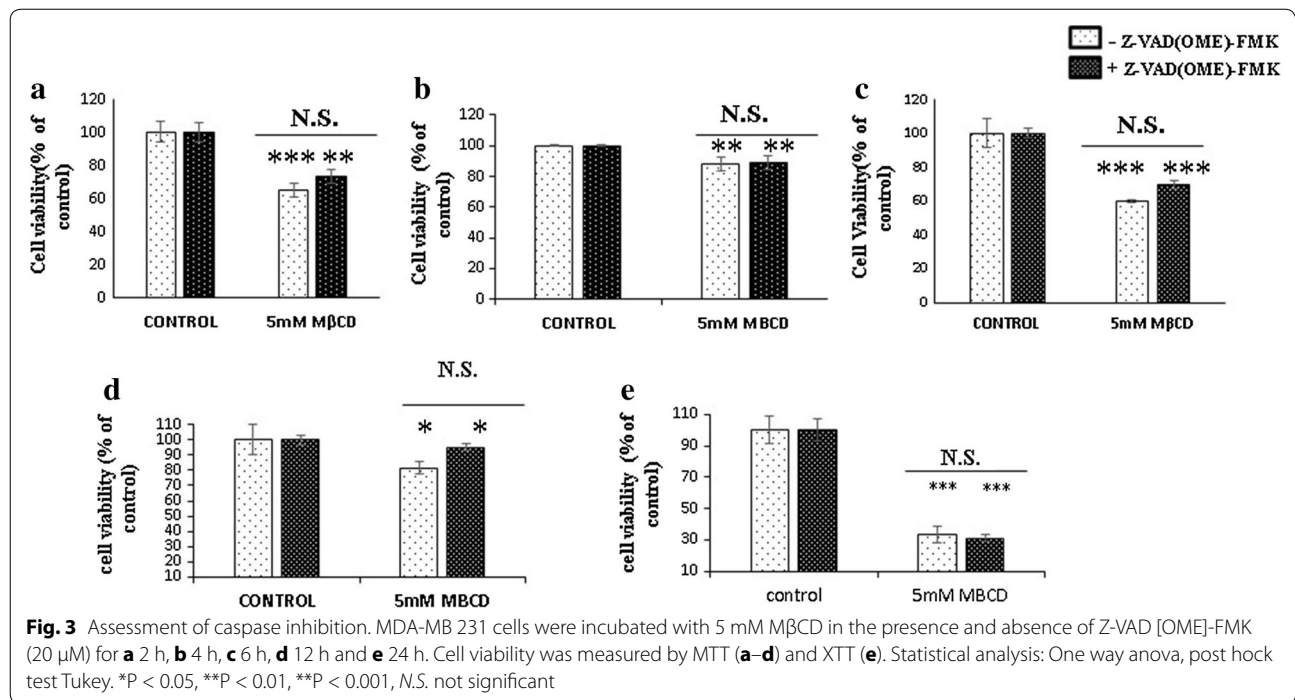 - Z-VAD(OME)-FMK
+ Z-VAD(OME)-FMK
a
Cell viability(% of
control)
120
100
80
60
40
20
0
N.S.
*** **
CONTROL
5mM MβCD
b
Cell viability (% of
control)
120
100
80
60
40
20
0
N.S.
** **
CONTROL
5mM MBCD
c
Cell Viability(% of
control)
120
100
80
60
40
20
0
N.S.
*** ***
CONTROL
5mM MβCD
d
cell viability (% of
control)
110
100
90
80
70
60
50
40
30
20
10
N.S.
* *
CONTROL
5mM MBCD
e
cell viability (% of
control)
110
90
70
50
30
10
N.S.
*** ***
control
5mM MBCD
Fig. 3 Assessment of caspase inhibition. MDA-MB 231 cells were incubated with 5 mM MβCD in the presence and absence of Z-VAD [OME]-FMK
(20 μM) for a 2 h, b 4 h, c 6 h, d 12 h and e 24 h. Cell viability was measured by MTT (a–d) and XTT (e). Statistical analysis: One way anova, post hock
test Tukey. *P < 0.05, **P < 0.01, **P < 0.001, N.S. not significant